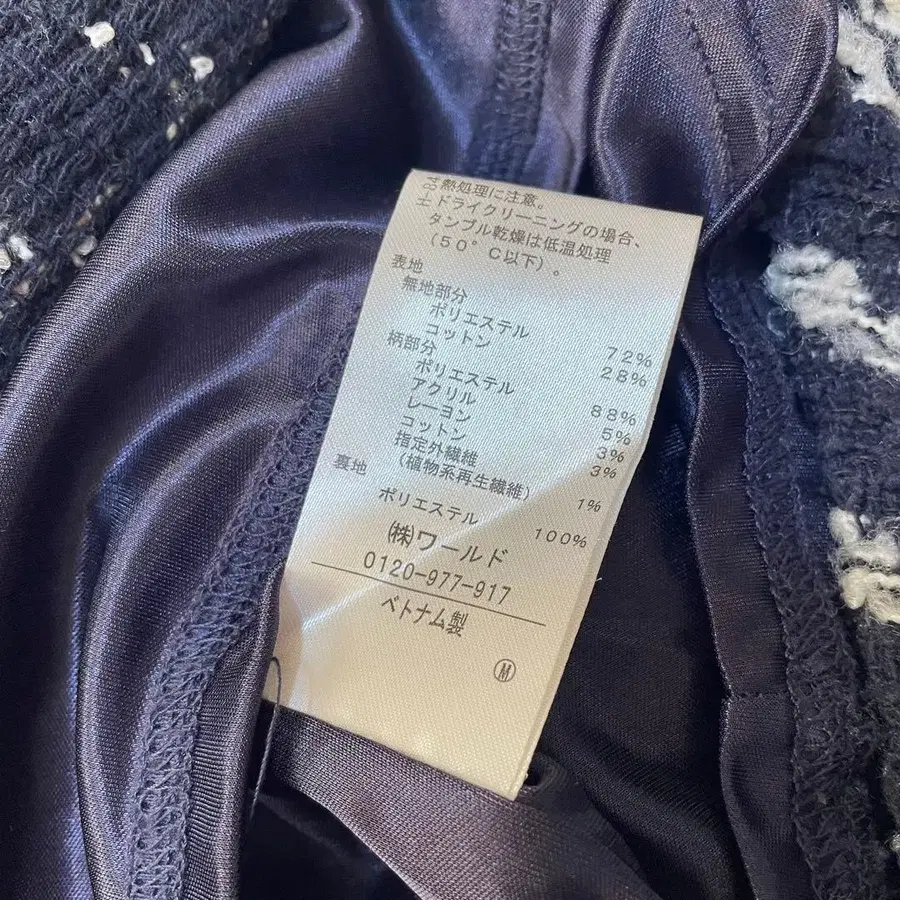 ★熱処理に注意。
±ドライクリーニングの場合、
タンブル乾燥は低温処理
(50°C以下)。
表地
無地部分
ポリエステル 72%
コットン 28%
柄部分
ポリエステル 88%
アクリル 5%
レーヨン 3%
コットン 3%
指定外繊維
(植物系再生繊維) 1%
裏地
ポリエステル 100%
㈱ワールド
0120-977-917
ベトナム製
Ⓜ